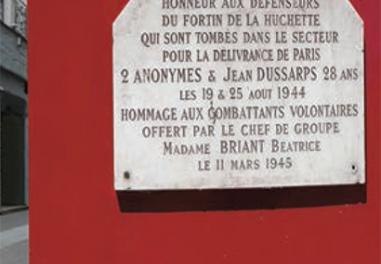 HONNEUR AUX DEFENSEURS
DU FORTIN DE LA HUCHETTE
QUI SONT TOMBÉS DANS LE SECTEUR
POUR LA DÉLIVRANCE DE PARIS
2 ANONYMES & JEAN DUSSARPS 28 ANS
LES 19 & 25 AOUT 1944
HOMMAGE AUX COMBATTANTS VOLONTAIRES
OFFERT PAR LE CHEF DE GROUPE
MADAME BRIANT BEATRICE
LE 11 MARS 1945